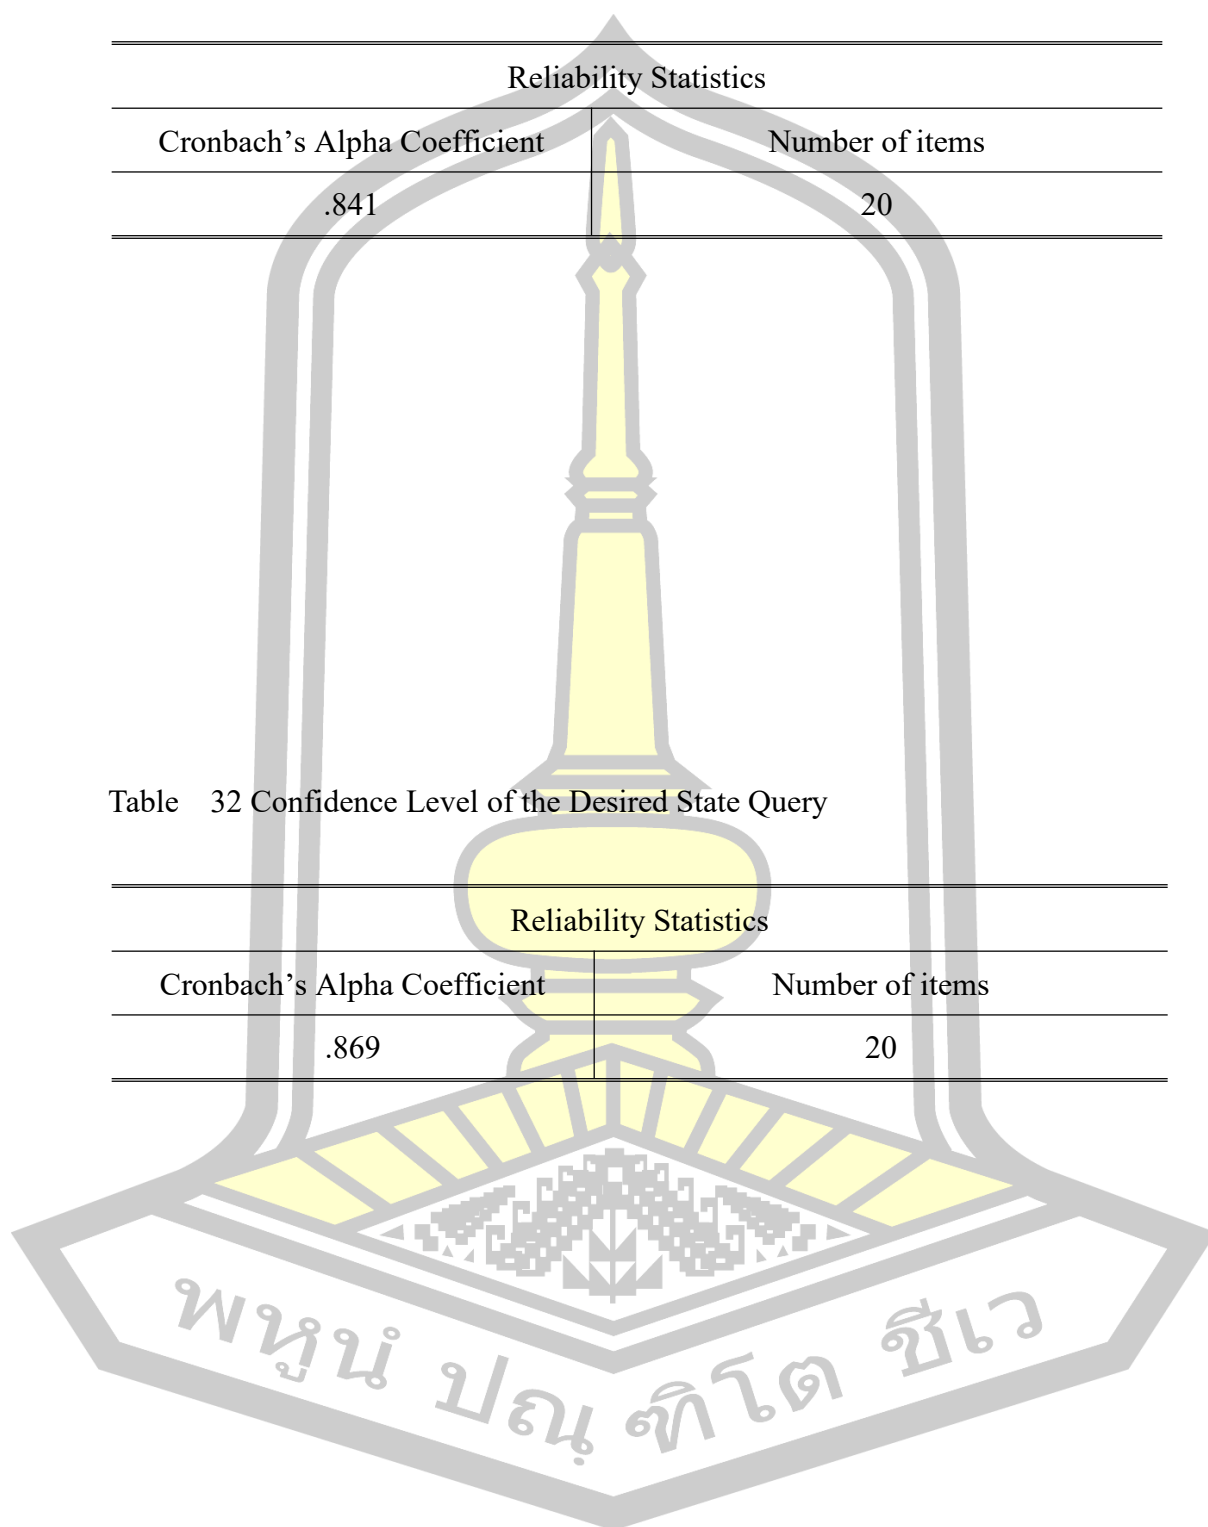 Reliability Statistics
Cronbach’s Alpha Coefficient Number of items
.841 20
Table 32 Confidence Level of the Desired State Query
Reliability Statistics
Cronbach’s Alpha Coefficient Number of items
.869 20
พหูนํ ปณฺ ฑิโต ชีเว